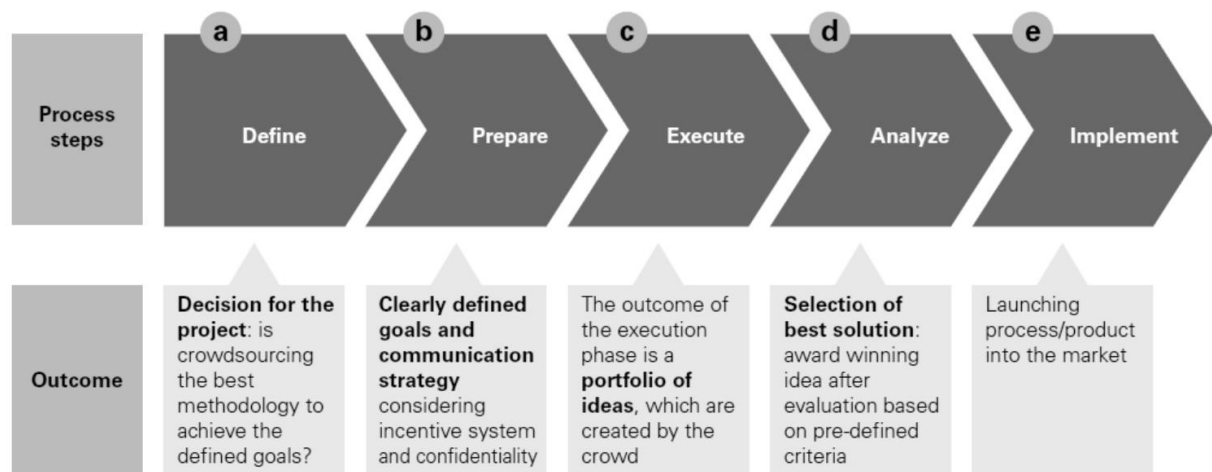 a
b
c
d
e
Process
steps
Define
Prepare
Execute
Analyze
Implement
Outcome
Decision for the
project: is
crowdsourcing
the best
methodology to
achieve the
defined goals?
Clearly defined
goals and
communication
strategy
considering
incentive system
and confidentiality
The outcome of
the execution
phase is a
portfolio of
ideas, which are
created by the
crowd
Selection of
best solution:
award winning
idea after
evaluation based
on pre-defined
criteria
Launching
process/product
into the market